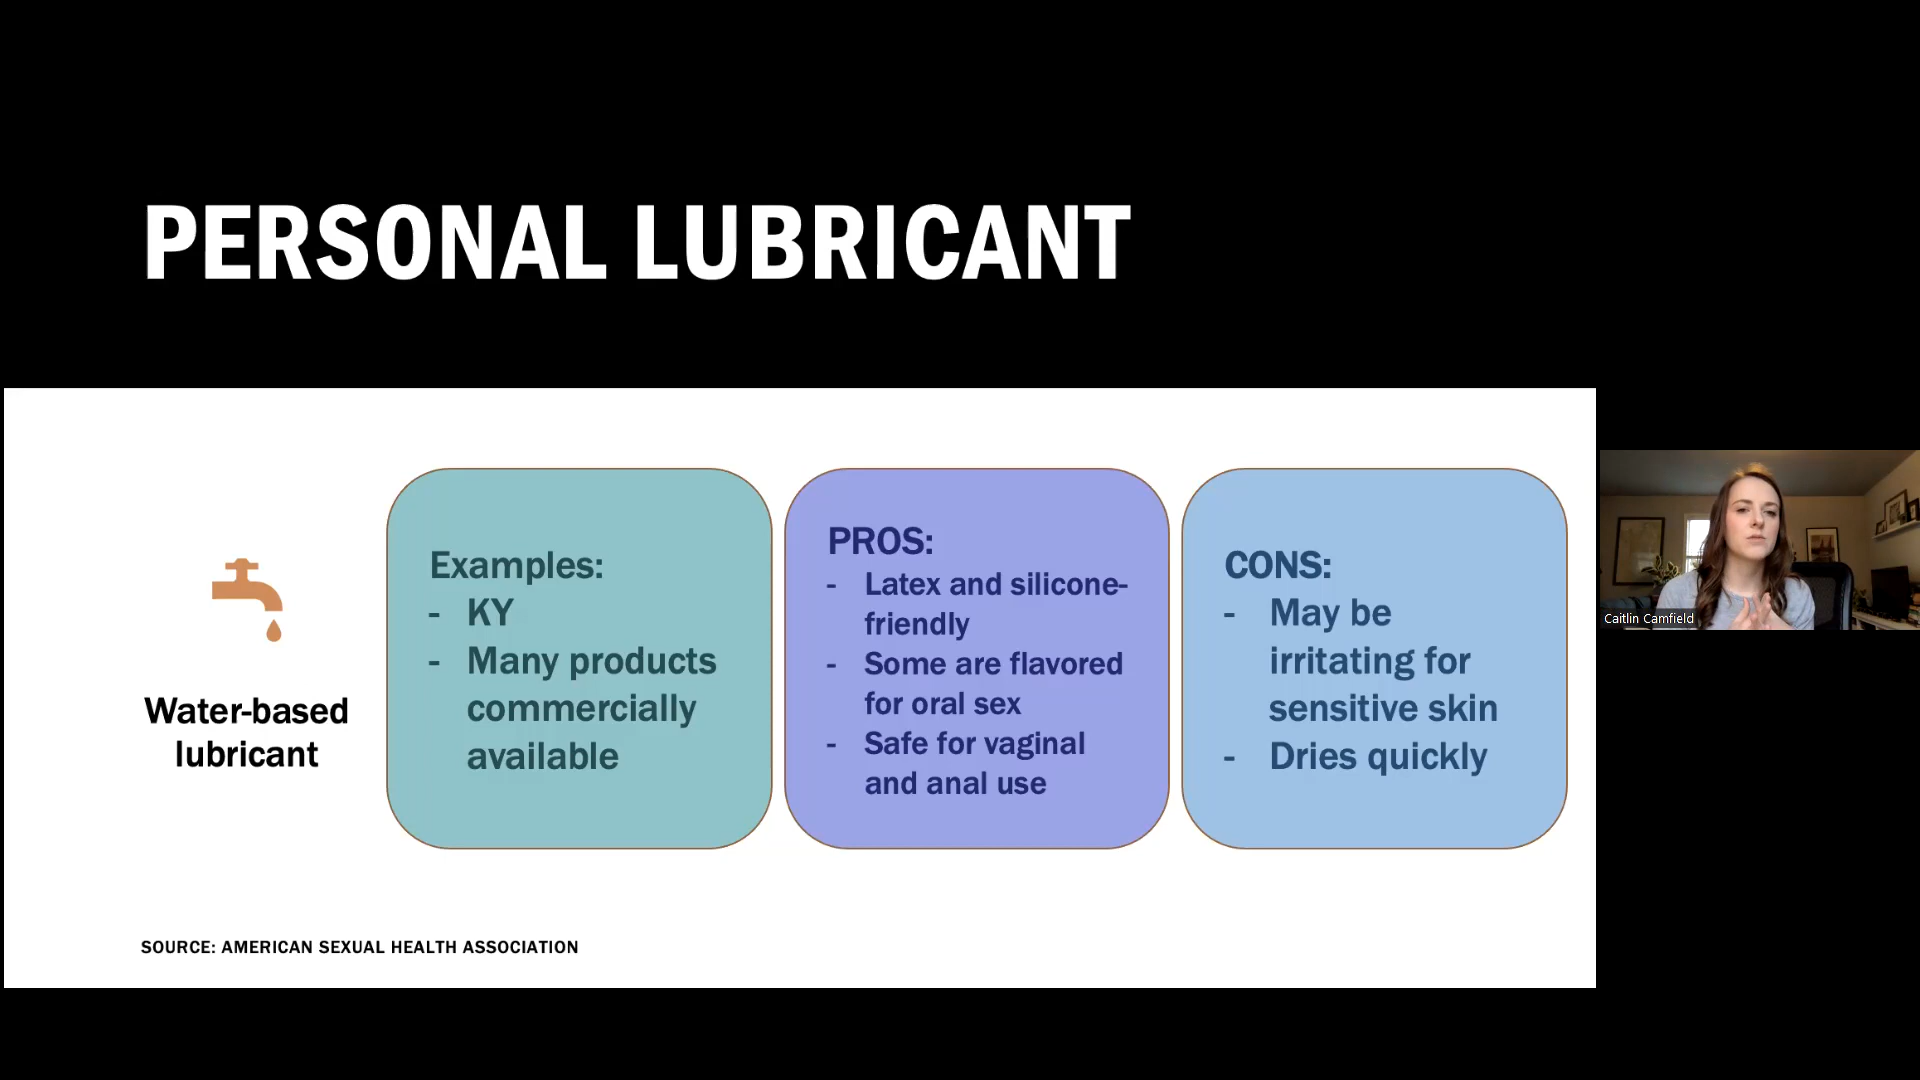 PERSONAL LUBRICANT
Water-based
lubricant
Examples:
- KY
- Many products
commercially
available
PROS:
- Latex and silicone-
friendly
- Some are flavored
for oral sex
- Safe for vaginal
and anal use
CONS:
- May be
irritating for
sensitive skin
- Dries quickly
SOURCE: AMERICAN SEXUAL HEALTH ASSOCIATION
Caitlin Camfield